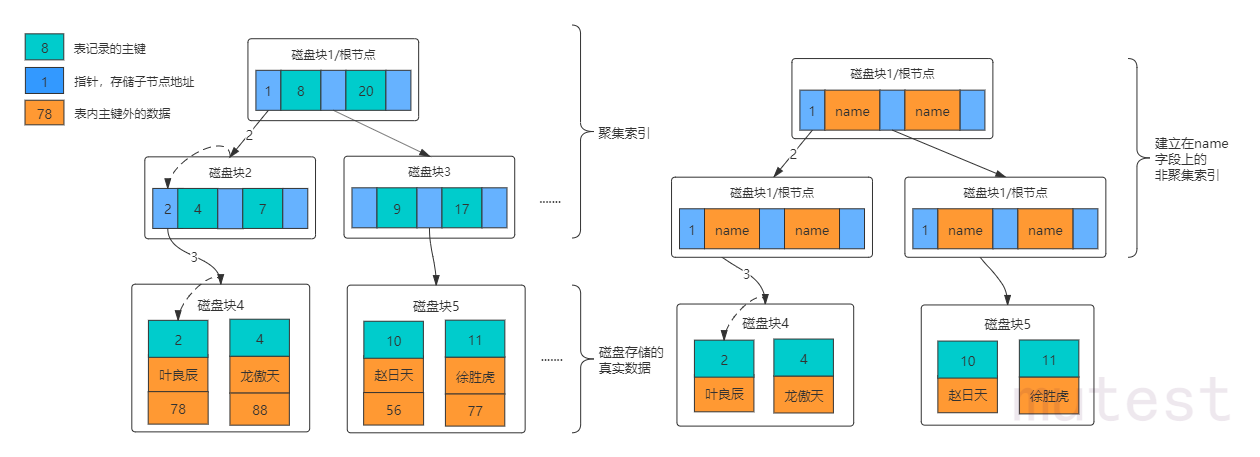 8 表记录的主键
1 指针，存储子节点地址
78 表内主键外的数据
磁盘块1/根节点
1 8 20
2
磁盘块2
2 4 7
磁盘块3
9 17
.......
聚集索引
3
磁盘块4
2 4
叶良辰 龙傲天
78 88
磁盘块5
10 11
赵日天 徐胜虎
56 77
.......
磁盘存储的
真实数据
磁盘块1/根节点
1 name name
2
磁盘块1/根节点
1 name name
磁盘块1/根节点
1 name name
建立在name
字段上的
非聚集索引
3
磁盘块4
2 4
叶良辰 龙傲天
磁盘块5
10 11
赵日天 徐胜虎
mutest